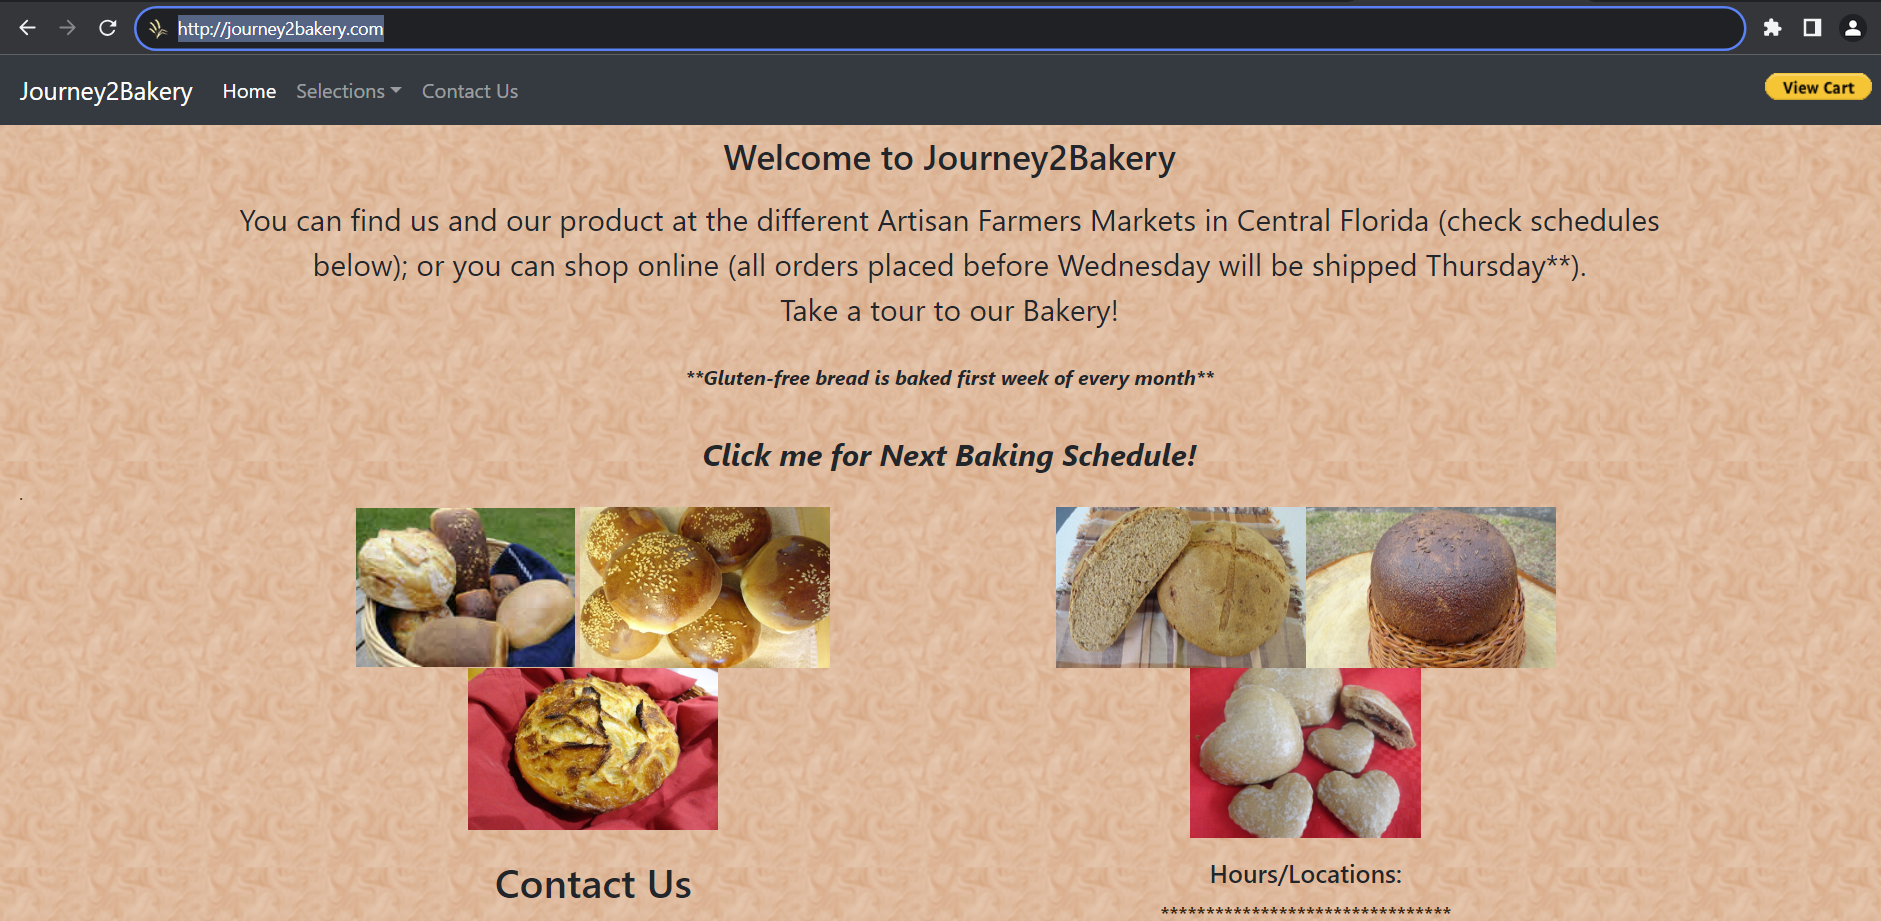 http://journey2bakery.com
Journey2Bakery Home Selections Contact Us View Cart
Welcome to Journey2Bakery
You can find us and our product at the different Artisan Farmers Markets in Central Florida (check schedules
below); or you can shop online (all orders placed before Wednesday will be shipped Thursday**).
Take a tour to our Bakery!
**Gluten-free bread is baked first week of every month**
Click me for Next Baking Schedule!
.
Contact Us
Hours/Locations:
********************************